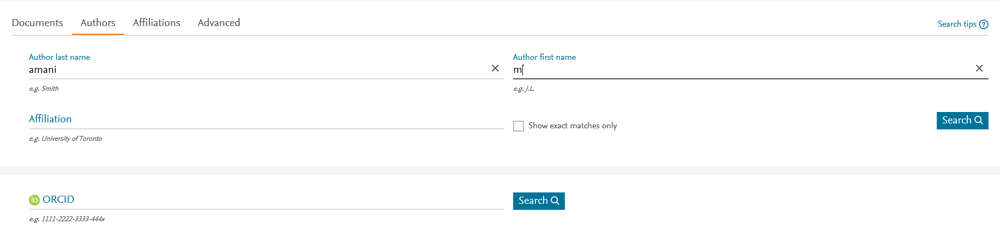 Documents Authors Affiliations Advanced Search tips ?
Author last name Author first name
amani m
e.g. Smith e.g. J.L.
Affiliation Show exact matches only Search
e.g. University of Toronto
iD ORCID Search
e.g. 1111-2222-3333-444x